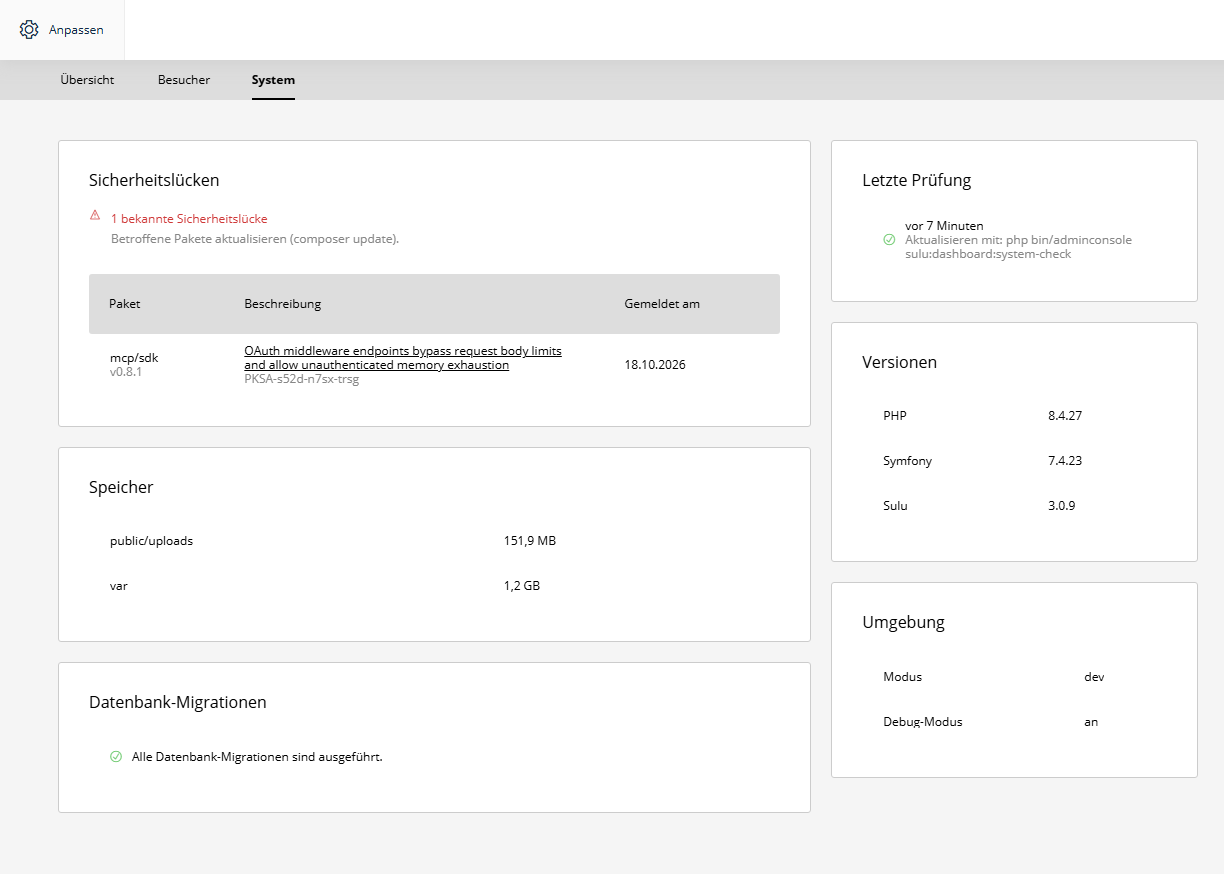 Anpassen
Übersicht
Besucher
System
Sicherheitslücken
1 bekannte Sicherheitslücke
Betroffene Pakete aktualisieren (composer update).
Paket
Beschreibung
Gemeldet am
mcp/sdk
v0.8.1
OAuth middleware endpoints bypass request body limits
and allow unauthenticated memory exhaustion
PKSA-s52d-n7sx-trsg
18.10.2026
Speicher
public/uploads
151,9 MB
var
1,2 GB
Datenbank-Migrationen
Alle Datenbank-Migrationen sind ausgeführt.
Letzte Prüfung
vor 7 Minuten
Aktualisieren mit: php bin/adminconsole
sulu:dashboard:system-check
Versionen
PHP
8.4.27
Symfony
7.4.23
Sulu
3.0.9
Umgebung
Modus
dev
Debug-Modus
an